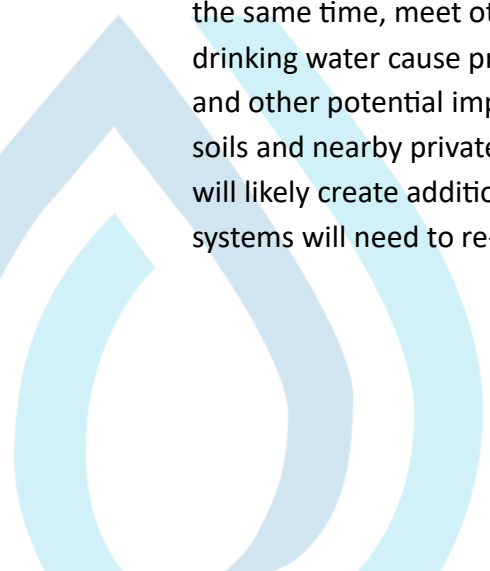 the same time, meet ot
drinking water cause pr
and other potential imp
soils and nearby private
will likely create additio
systems will need to re-